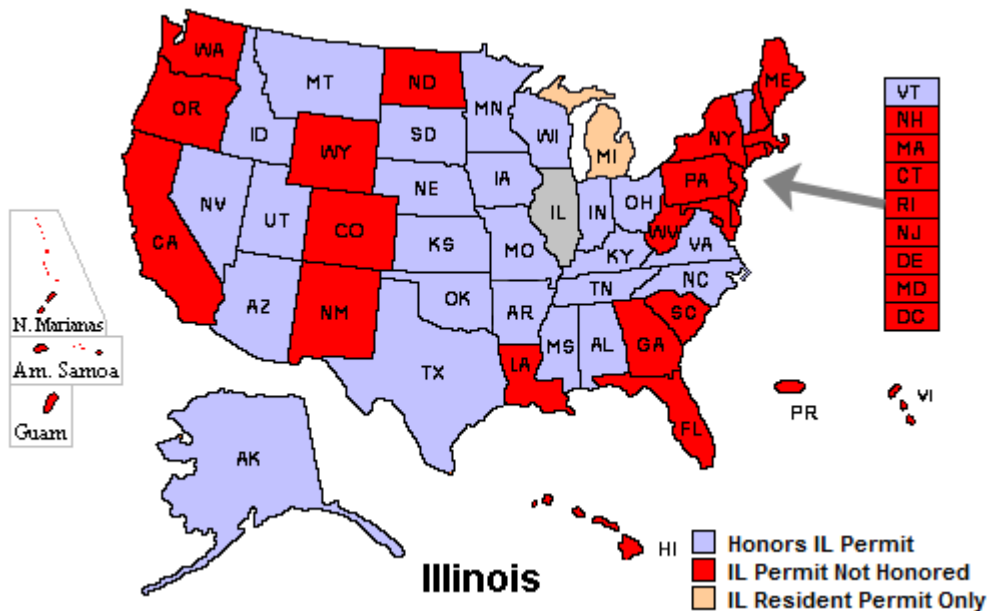 WA
MT
ND
MN
ME
VT
OR
ID
SD
WI
NY
NH
WY
MI
MA
NE
IA
PA
CT
NV
UT
IL
IN
OH
RI
CA
CO
KS
MO
WV
VA
NJ
KY
DE
AZ
NM
OK
AR
TN
NC
MD
SC
DC
N. Marianas
MS
AL
GA
Am. Samoa
TX
LA
PR
VI
Guam
FL
AK
HI
Honors IL Permit
Illinois
IL Permit Not Honored
IL Resident Permit Only